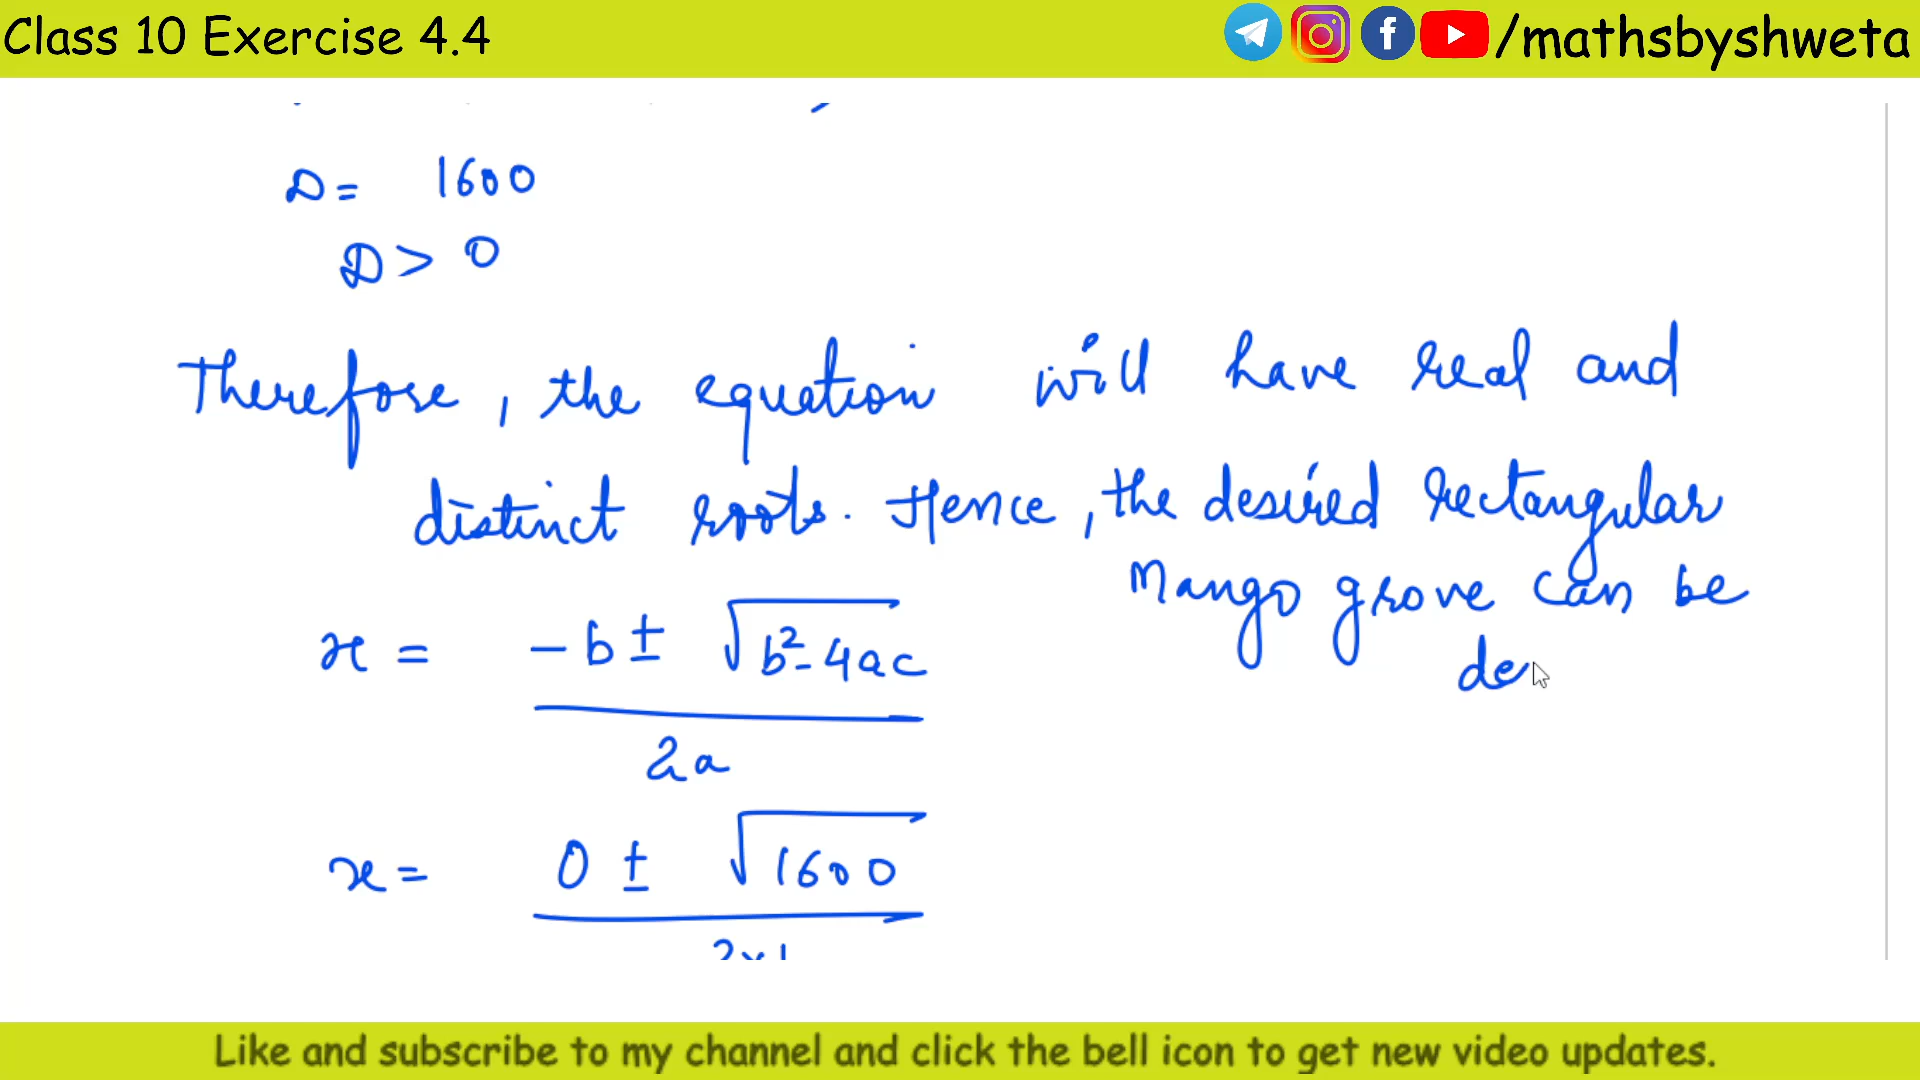 Class 10 Exercise 4.4
/mathsbyshweta
D= 1600
D > 0
Therefore, the equation will have real and
distinct roots. Hence, the desired rectangular
Mango grove can be
de
x = -b ± √b²-4ac
2a
x = 0 ± √1600
2×1
Like and subscribe to my channel and click the bell icon to get new video updates.